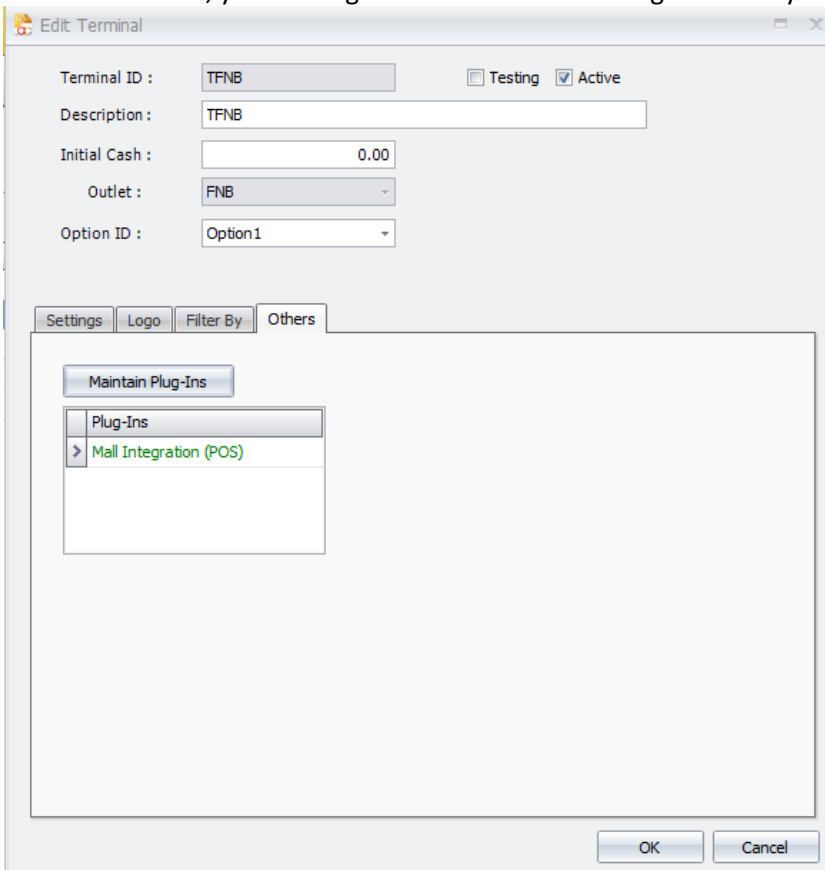 Edit Terminal
Terminal ID : TFNB Testing Active
Description : TFNB
Initial Cash : 0.00
Outlet : FNB
Option ID : Option1
Settings Logo Filter By Others
Maintain Plug-Ins
Plug-Ins
Mall Integration (POS)
OK Cancel